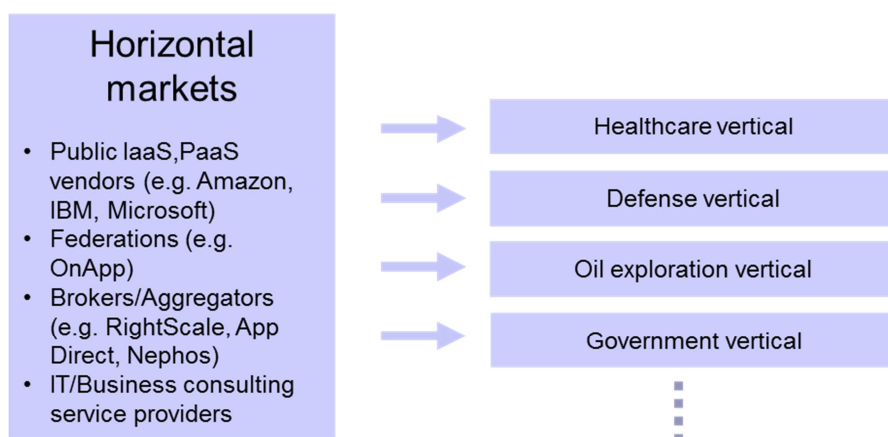 Horizontal
markets
• Public IaaS,PaaS
vendors (e.g. Amazon,
IBM, Microsoft)
• Federations (e.g.
OnApp)
• Brokers/Aggregators
(e.g. RightScale, App
Direct, Nephos)
• IT/Business consulting
service providers
Healthcare vertical
Defense vertical
Oil exploration vertical
Government vertical